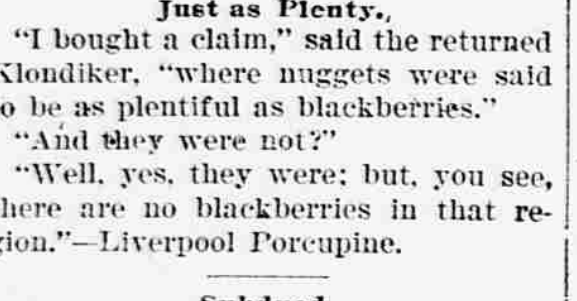 Just as Plenty.,
"I bought a claim," said the returned
Klondiker, "where nuggets were said
o be as plentiful as blackberries."
"And they were not?"
"Well, yes, they were; but, you see,
here are no blackberries in that re-
gion."—Liverpool Porcupine.